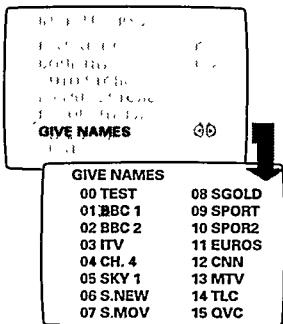 GIVE NAMES
GIVE NAMES
00 TEST 08 SGOLD
01 BBC 1 09 SPORT
02 BBC 2 10 SPOR2
03 ITV 11 EUROS
04 CH. 4 12 CNN
05 SKY 1 13 MTV
06 S.NEW 14 TLC
07 S.MOV 15 QVC